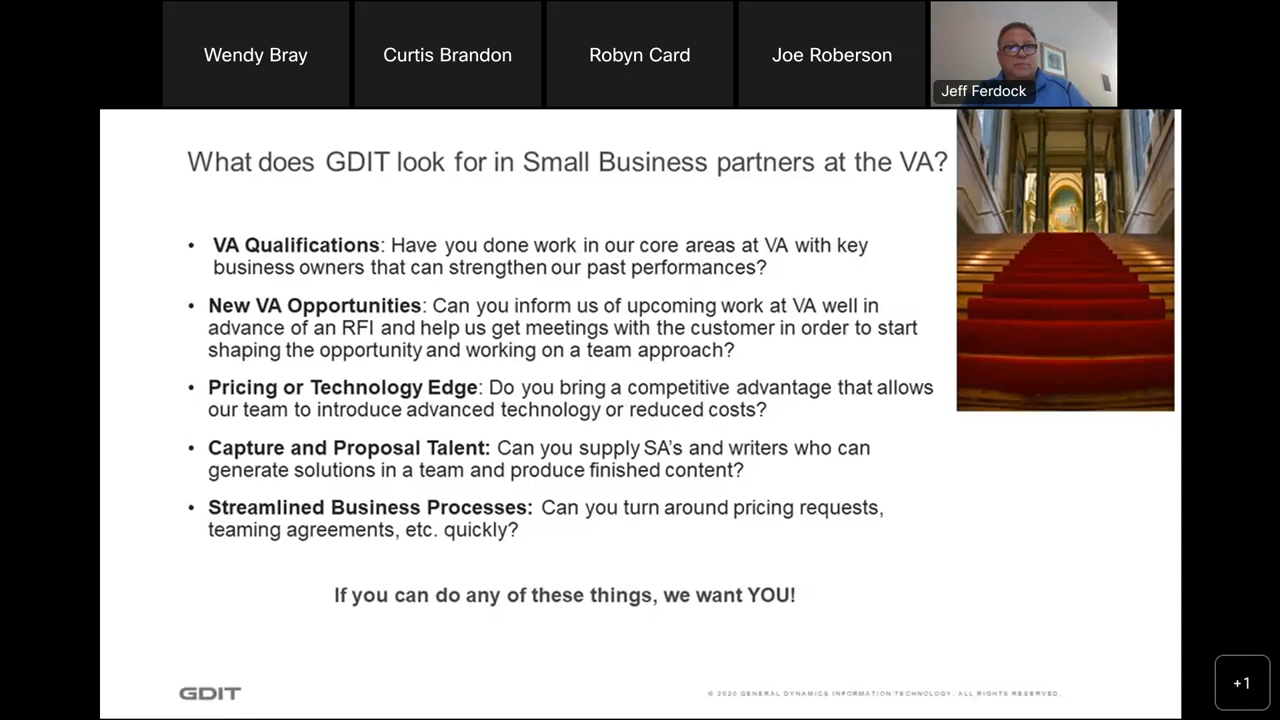 Wendy Bray
Curtis Brandon
Robyn Card
Joe Roberson
Jeff Ferdock
What does GDIT look for in Small Business partners at the VA?
• VA Qualifications: Have you done work in our core areas at VA with key
business owners that can strengthen our past performances?
• New VA Opportunities: Can you inform us of upcoming work at VA well in
advance of an RFI and help us get meetings with the customer in order to start
shaping the opportunity and working on a team approach?
• Pricing or Technology Edge: Do you bring a competitive advantage that allows
our team to introduce advanced technology or reduced costs?
• Capture and Proposal Talent: Can you supply SA's and writers who can
generate solutions in a team and produce finished content?
• Streamlined Business Processes: Can you turn around pricing requests,
teaming agreements, etc. quickly?
If you can do any of these things, we want YOU!
GDIT
© 2020 GENERAL DYNAMICS INFORMATION TECHNOLOGY. ALL RIGHTS RESERVED.
+1